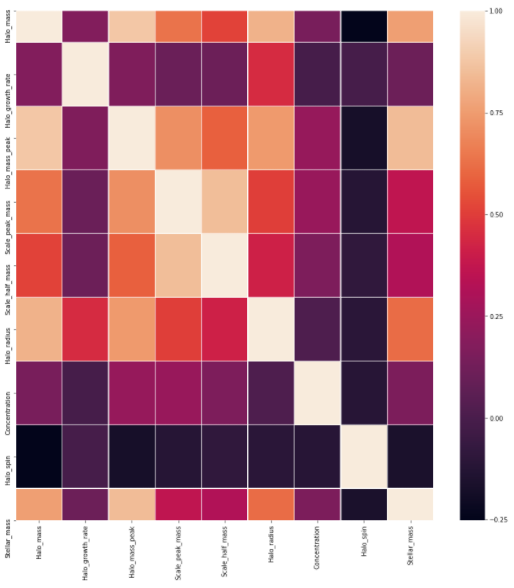 Halo_mass
Halo_growth_rate
Halo_mass_peak
Scale_peak_mass
Scale_half_mass
Halo_radius
Concentration
Halo_spin
Stellar_mass
Halo_mass
Halo_growth_rate
Halo_mass_peak
Scale_peak_mass
Scale_half_mass
Halo_radius
Concentration
Halo_spin
Stellar_mass
1.00
0.75
0.50
0.25
0.00
−0.25